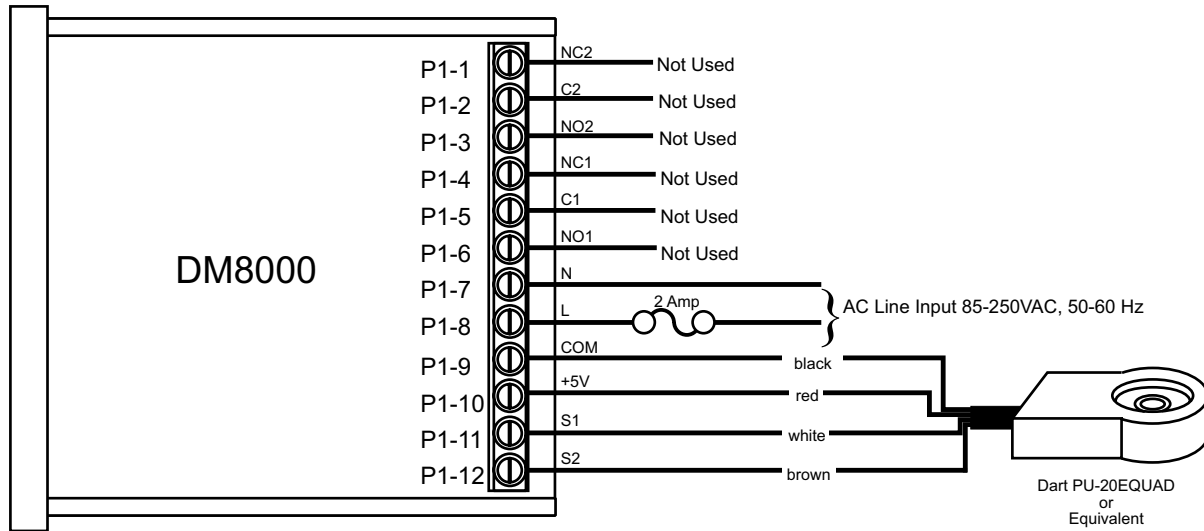 P1-1 NC2 Not Used
P1-2 C2 Not Used
P1-3 NO2 Not Used
P1-4 NC1 Not Used
P1-5 C1 Not Used
P1-6 NO1 Not Used
DM8000
P1-7 N
P1-8 L 2 Amp
AC Line Input 85-250VAC, 50-60 Hz
P1-9 COM black
P1-10 +5V red
P1-11 S1 white
P1-12 S2 brown
Dart PU-20EQUAD
or
Equivalent